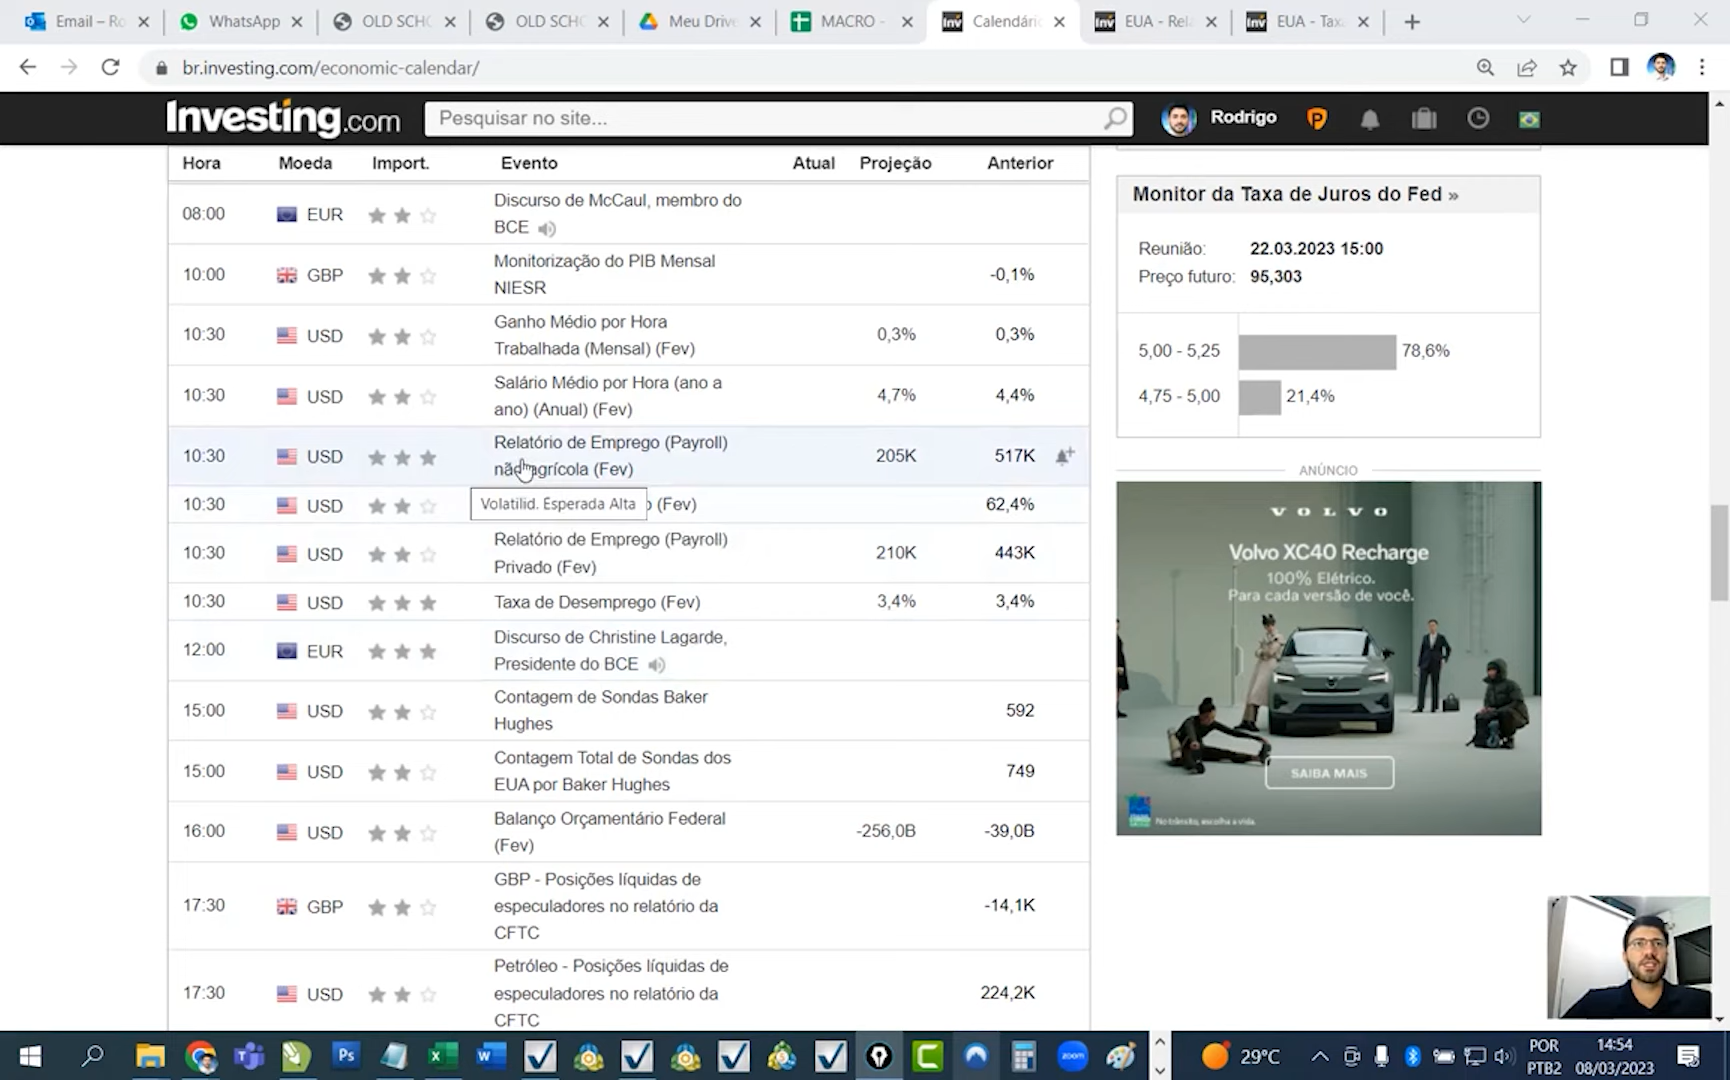 Email – Ro
WhatsApp
OLD SCHO
OLD SCHO
Meu Drive
MACRO -
Calendário
EUA - Rela
EUA - Taxa
br.investing.com/economic-calendar/
Investing.com
Pesquisar no site...
Rodrigo
Hora Moeda Import. Evento Atual Projeção Anterior
08:00 EUR Discurso de McCaul, membro do
BCE
10:00 GBP Monitorização do PIB Mensal
NIESR -0,1%
10:30 USD Ganho Médio por Hora
Trabalhada (Mensal) (Fev) 0,3% 0,3%
10:30 USD Salário Médio por Hora (ano a
ano) (Anual) (Fev) 4,7% 4,4%
10:30 USD Relatório de Emprego (Payroll)
não agrícola (Fev) 205K 517K
10:30 USD (Fev) 62,4%
Volatilid. Esperada Alta
10:30 USD Relatório de Emprego (Payroll)
Privado (Fev) 210K 443K
10:30 USD Taxa de Desemprego (Fev) 3,4% 3,4%
12:00 EUR Discurso de Christine Lagarde,
Presidente do BCE
15:00 USD Contagem de Sondas Baker
Hughes 592
15:00 USD Contagem Total de Sondas dos
EUA por Baker Hughes 749
16:00 USD Balanço Orçamentário Federal
(Fev) -256,0B -39,0B
17:30 GBP GBP - Posições líquidas de
especuladores no relatório da
CFTC -14,1K
17:30 USD Petróleo - Posições líquidas de
especuladores no relatório da
CFTC 224,2K
Monitor da Taxa de Juros do Fed »
Reunião: 22.03.2023 15:00
Preço futuro: 95,303
5,00 - 5,25 78,6%
4,75 - 5,00 21,4%
ANÚNCIO
VOLVO
Volvo XC40 Recharge
100% Elétrico.
Para cada versão de você.
SAIBA MAIS
No trânsito, escolha a vida.
Ps
zoom
29°C
POR
PTB2
14:54
08/03/2023